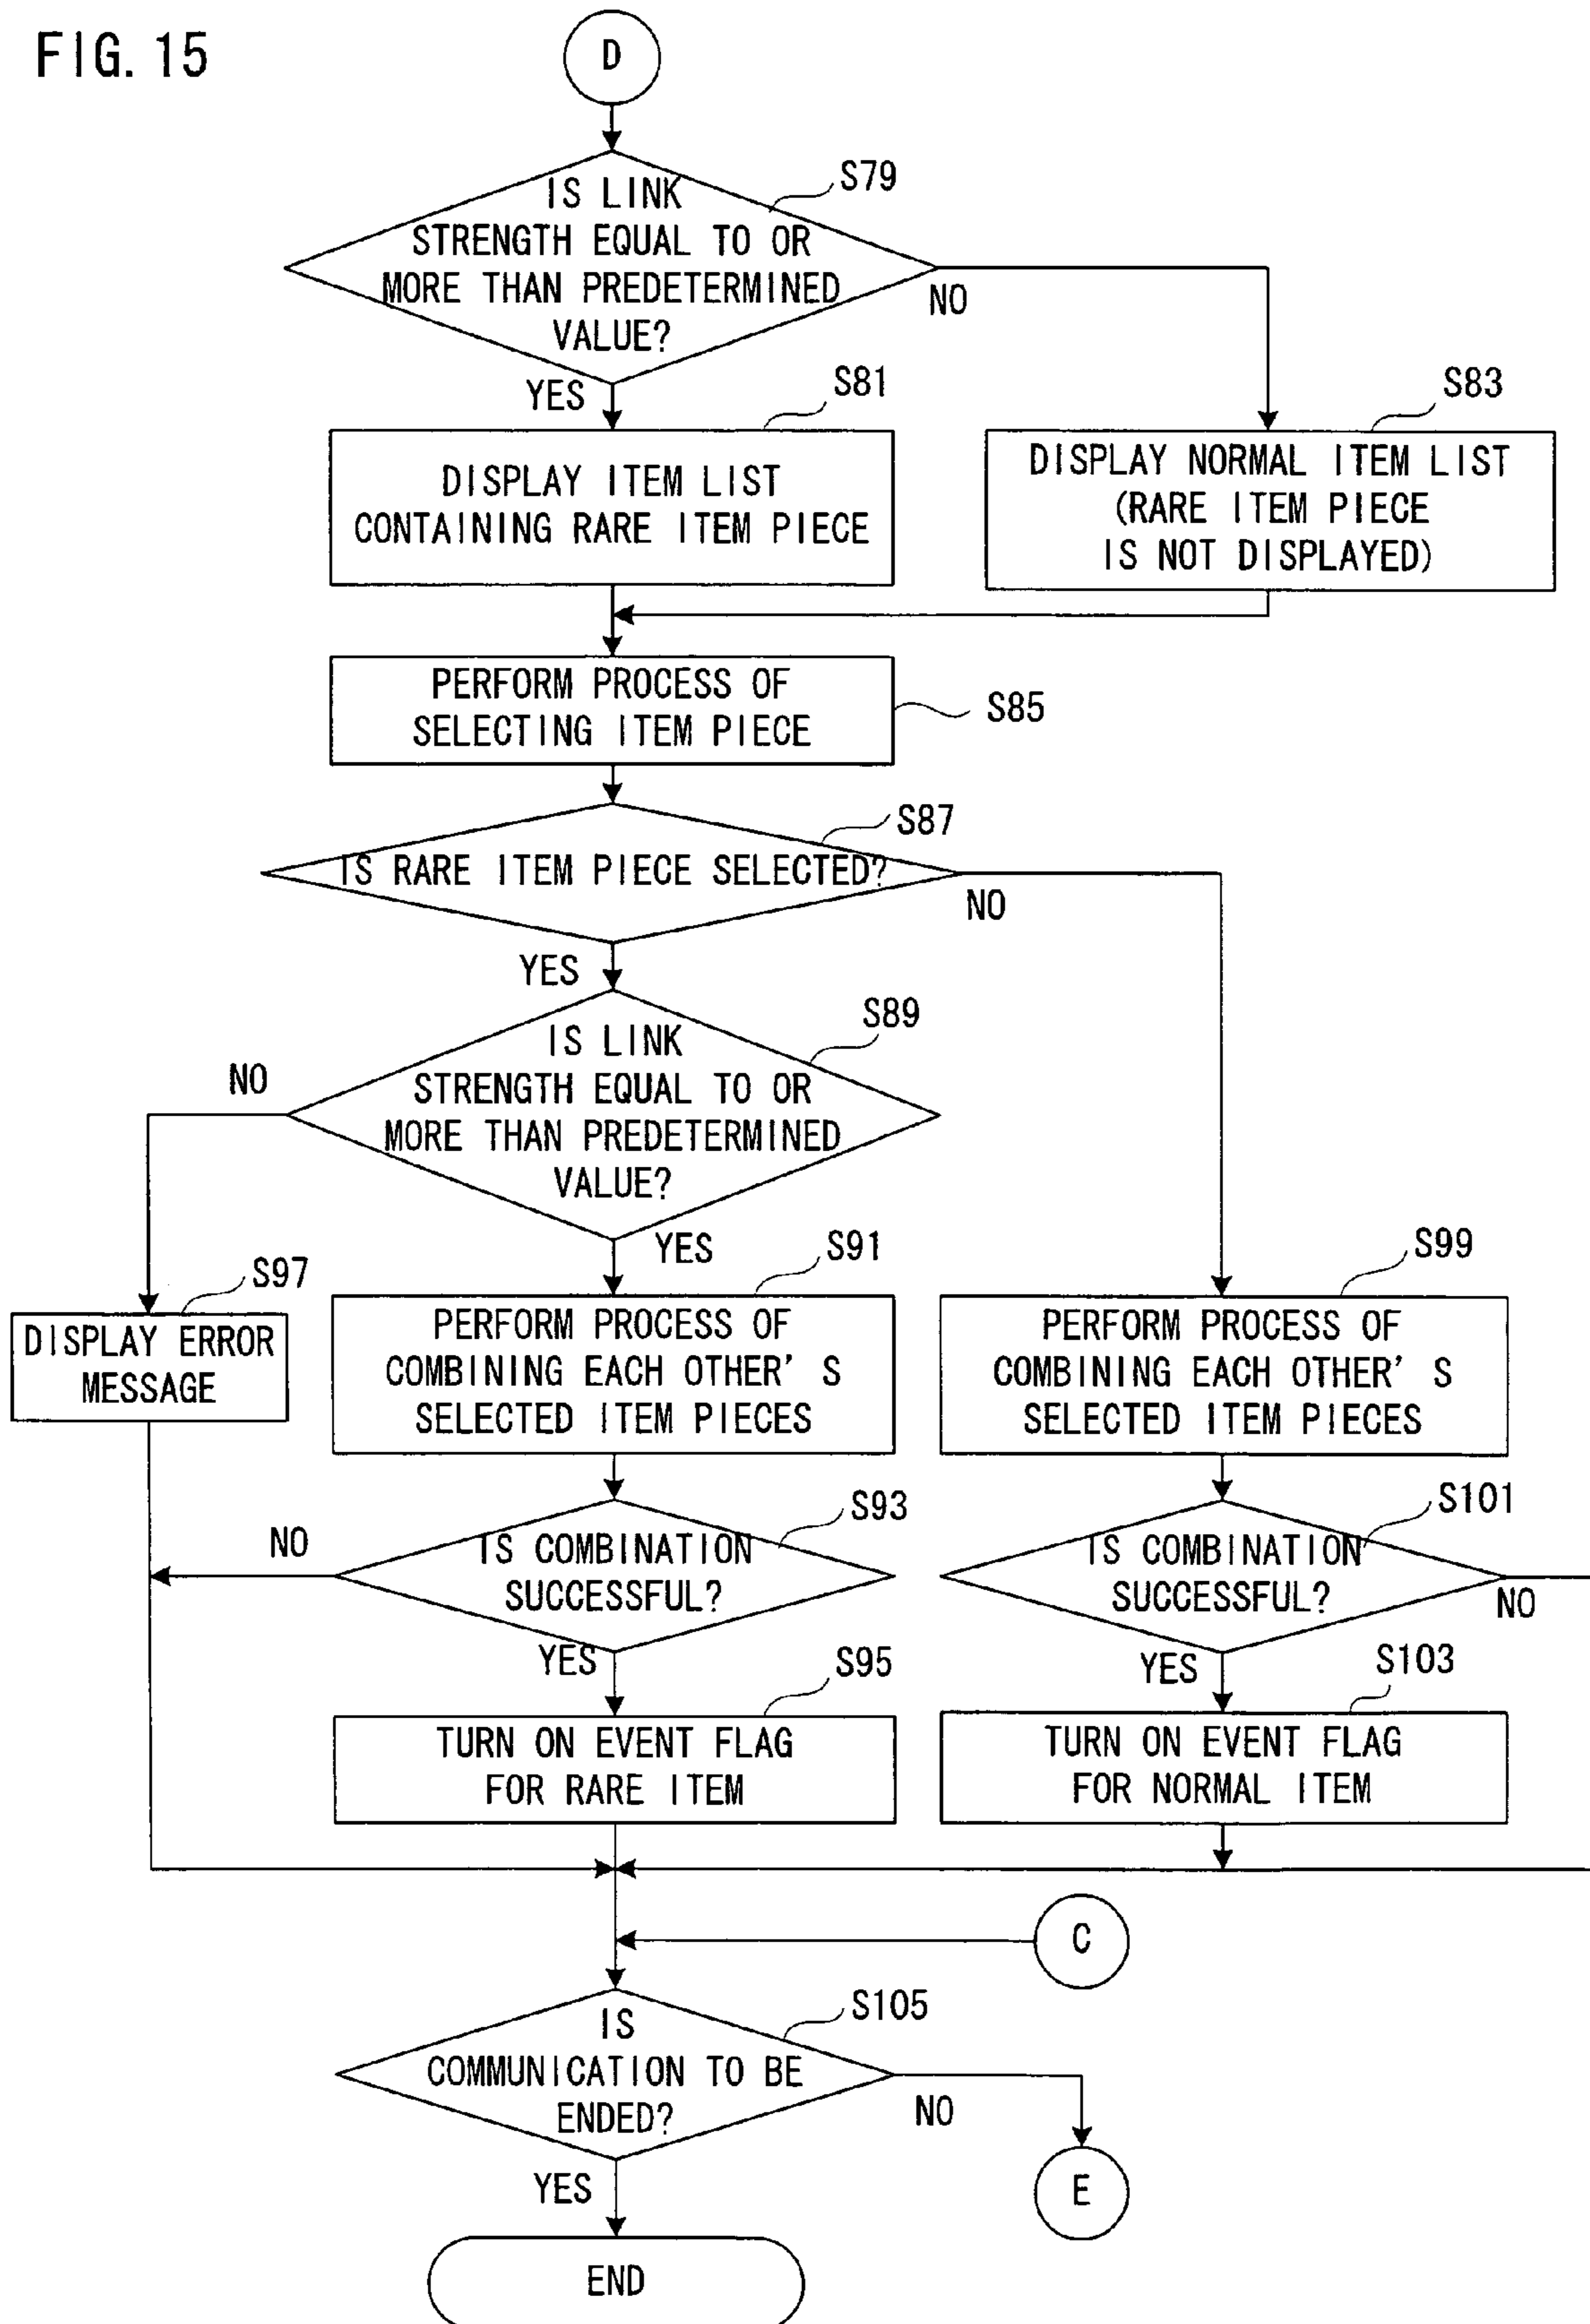 FIG. 15
D
IS LINK
STRENGTH EQUAL TO OR
MORE THAN PREDETERMINED
VALUE?
S79
NO
YES
S81
DISPLAY ITEM LIST
CONTAINING RARE ITEM PIECE
S83
DISPLAY NORMAL ITEM LIST
(RARE ITEM PIECE
IS NOT DISPLAYED)
PERFORM PROCESS OF
SELECTING ITEM PIECE
S85
S87
IS RARE ITEM PIECE SELECTED?
NO
YES
S89
IS LINK
STRENGTH EQUAL TO OR
MORE THAN PREDETERMINED
VALUE?
NO
YES
S97
DISPLAY ERROR
MESSAGE
S91
PERFORM PROCESS OF
COMBINING EACH OTHER' S
SELECTED ITEM PIECES
S99
PERFORM PROCESS OF
COMBINING EACH OTHER' S
SELECTED ITEM PIECES
S93
IS COMBINATION
SUCCESSFUL?
NO
YES
S101
IS COMBINATION
SUCCESSFUL?
NO
YES
S95
TURN ON EVENT FLAG
FOR RARE ITEM
S103
TURN ON EVENT FLAG
FOR NORMAL ITEM
C
S105
IS
COMMUNICATION TO BE
ENDED?
NO
YES
E
END